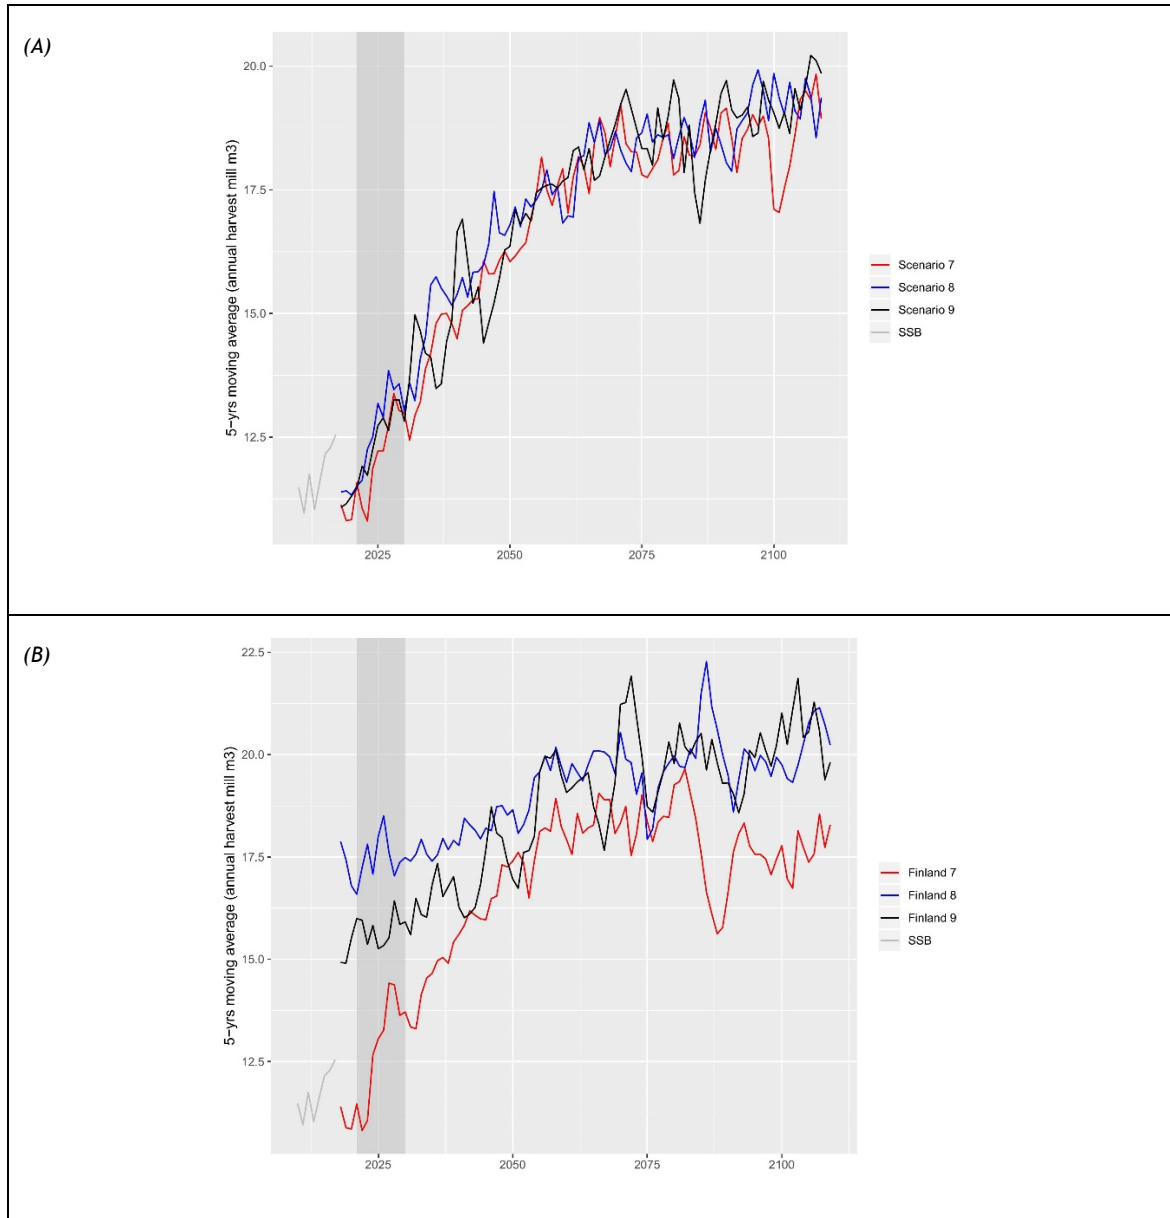 (A)
5-yrs moving average (annual harvest mill m3)
20.0
17.5
15.0
12.5
2025
2050
2075
2100
Scenario 7
Scenario 8
Scenario 9
SSB
(B)
5-yrs moving average (annual harvest mill m3)
22.5
20.0
17.5
15.0
12.5
2025
2050
2075
2100
Finland 7
Finland 8
Finland 9
SSB